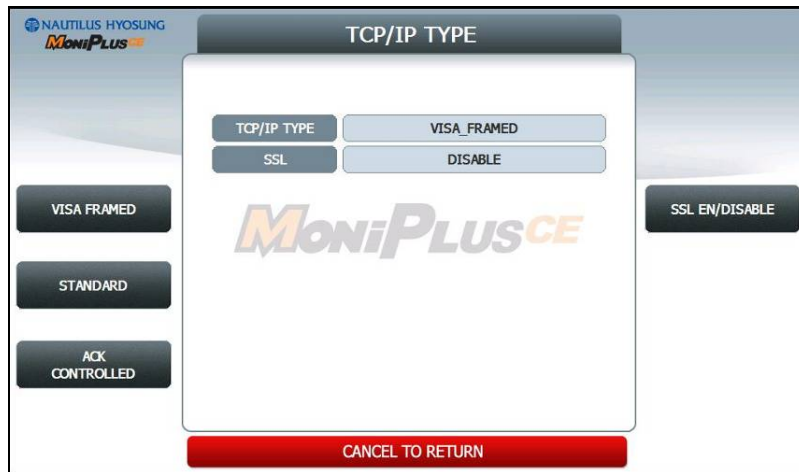 NAUTILUS HYOSUNG
MoniPlus CE
TCP/IP TYPE
TCP/IP TYPE VISA_FRAMED
SSL DISABLE
VISA FRAMED
SSL EN/DISABLE
MoniPlus CE
STANDARD
ACK
CONTROLLED
CANCEL TO RETURN